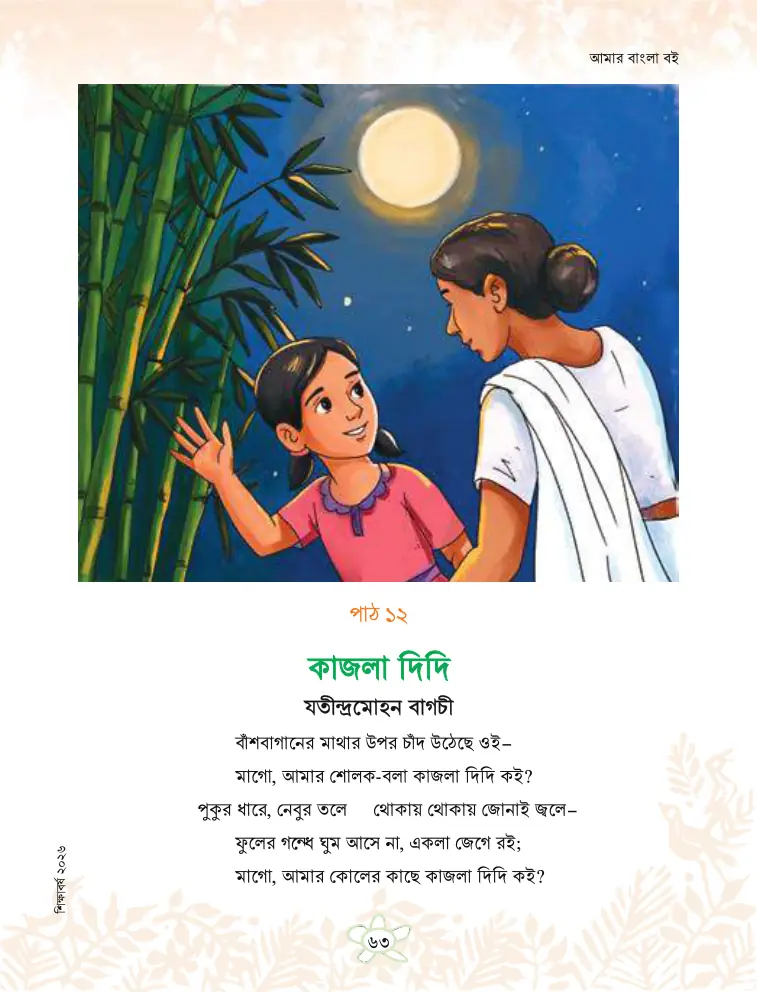 আমার বাংলা বই
পাঠ ১২
কাজলা দিদি
যতীন্দ্রমোহন বাগচী
বাঁশবাগানের মাথার উপর চাঁদ উঠেছে ওই–
মাগো, আমার শোলক-বলা কাজলা দিদি কই?
পুকুর ধারে, নেবুর তলে থোকায় থোকায় জোনাই জ্বলে–
ফুলের গন্ধে ঘুম আসে না, একলা জেগে রই;
মাগো, আমার কোলের কাছে কাজলা দিদি কই?
শিক্ষাবর্ষ ২০২৬
৬৩